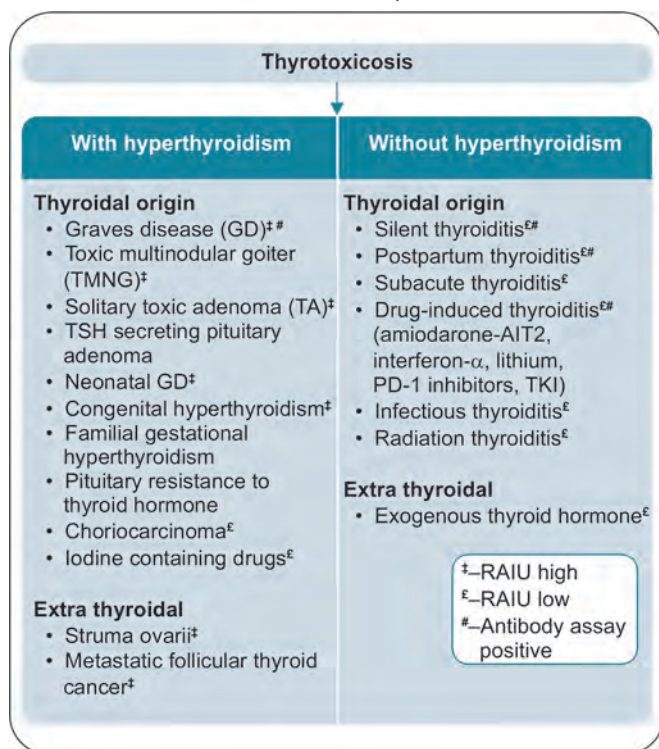 Thyrotoxicosis
With hyperthyroidism
Thyroidal origin
• Graves disease (GD)‡ #
• Toxic multinodular goiter
(TMNG)‡
• Solitary toxic adenoma (TA)‡
• TSH secreting pituitary
adenoma
• Neonatal GD‡
• Congenital hyperthyroidism‡
• Familial gestational
hyperthyroidism
• Pituitary resistance to
thyroid hormone
• Choriocarcinoma£
• Iodine containing drugs£
Extra thyroidal
• Struma ovarii‡
• Metastatic follicular thyroid
cancer‡
Without hyperthyroidism
Thyroidal origin
• Silent thyroiditis£#
• Postpartum thyroiditis£#
• Subacute thyroiditis£
• Drug-induced thyroiditis£#
(amiodarone-AIT2,
interferon-α, lithium,
PD-1 inhibitors, TKI)
• Infectious thyroiditis£
• Radiation thyroiditis£
Extra thyroidal
• Exogenous thyroid hormone£
‡–RAIU high
£–RAIU low
#–Antibody assay
positive